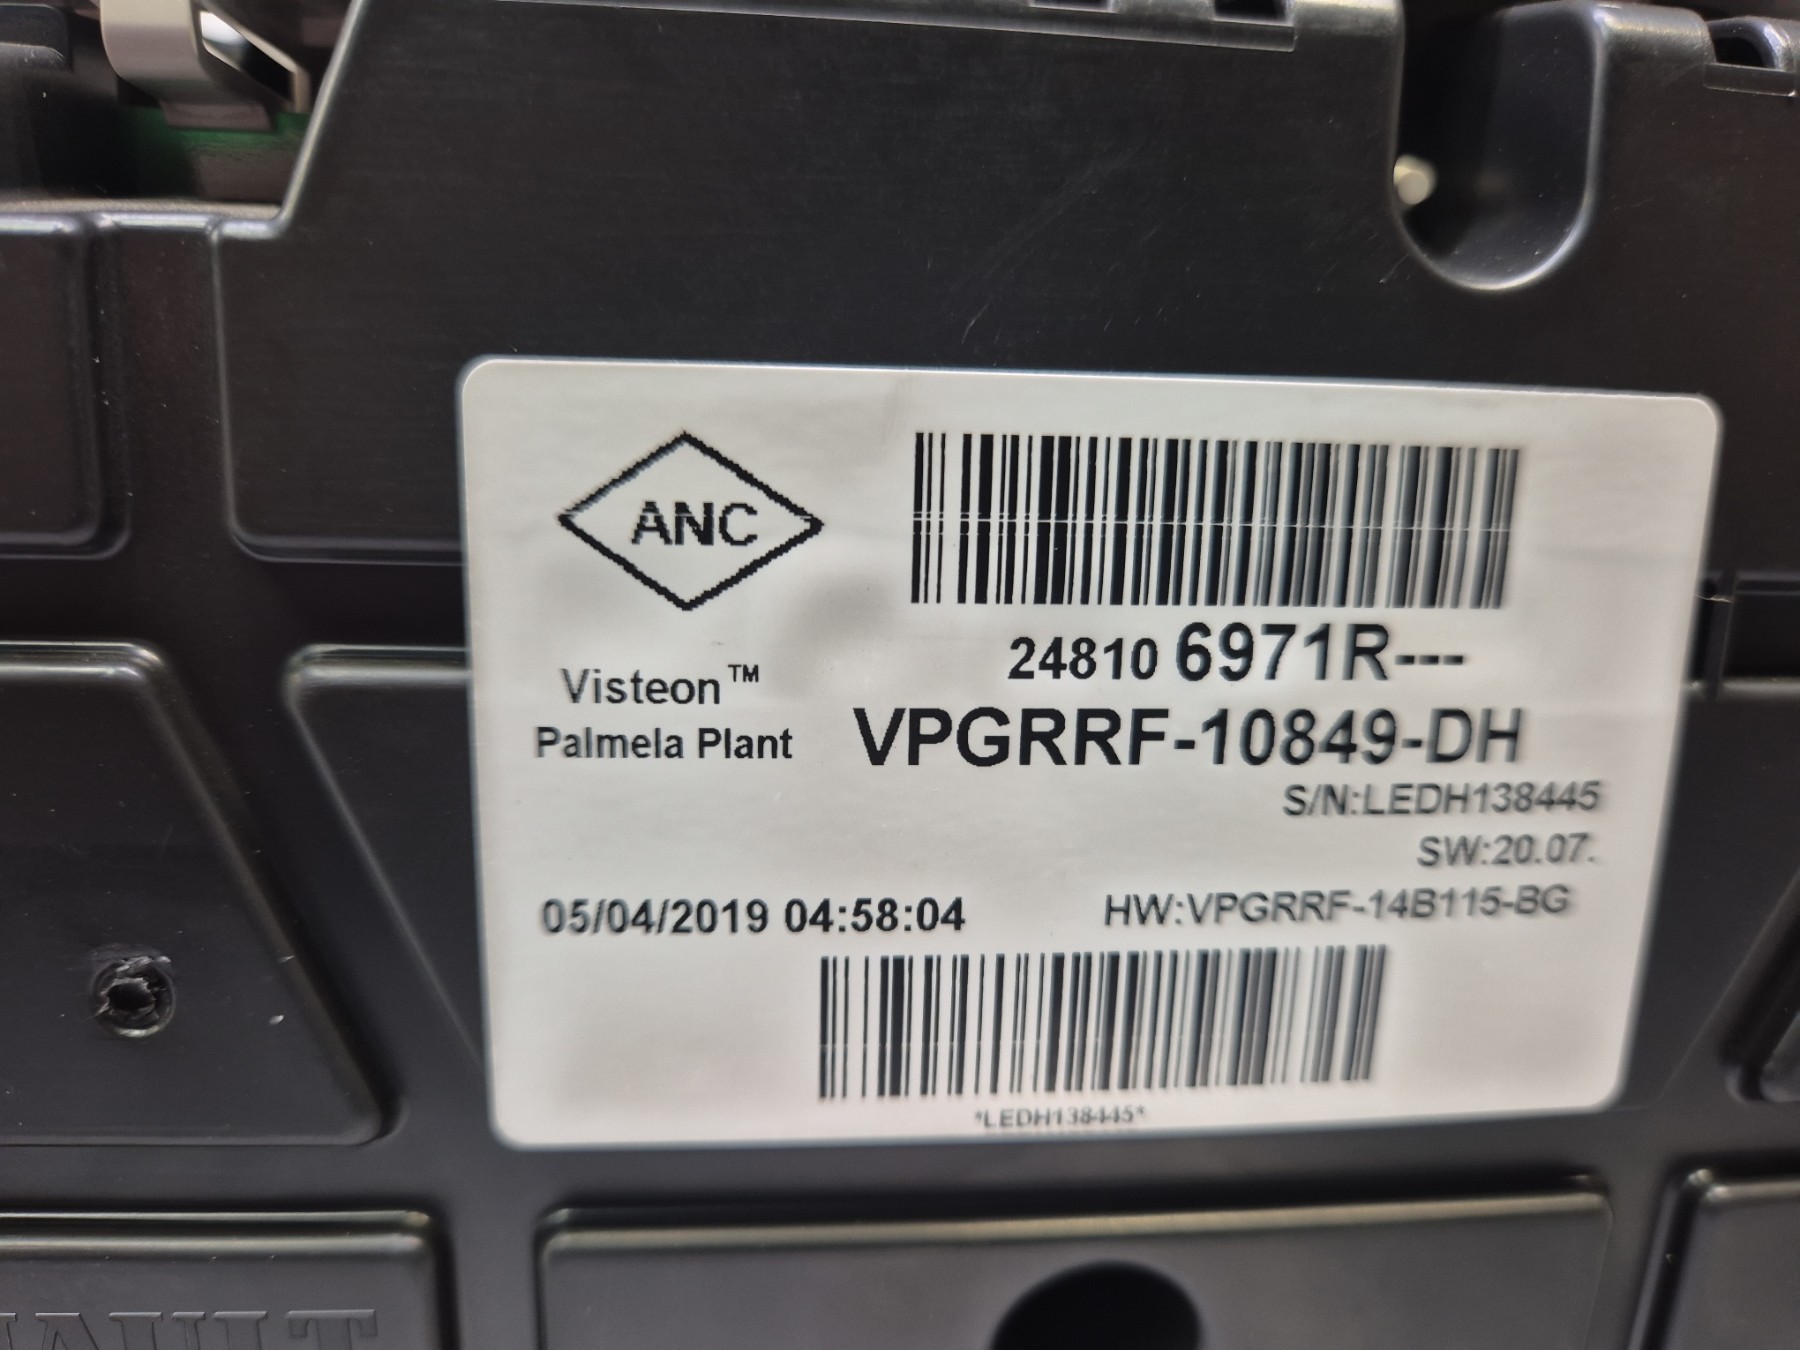 ANC
24810 6971R---
Visteon™
Palmela Plant
VPGRRF-10849-DH
S/N:LEDH138445
SW:20.07.
05/04/2019 04:58:04
HW:VPGRRF-14B115-BG
*LEDH138445*